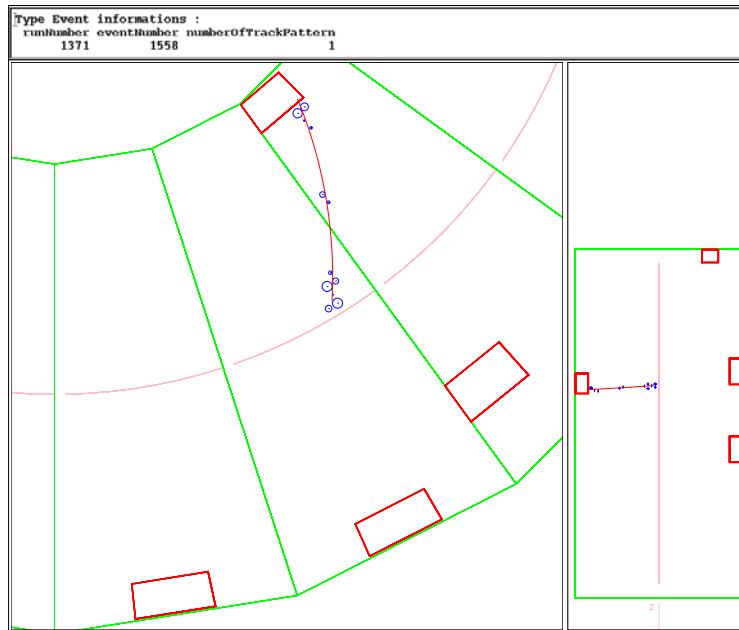 Type Event informations :
runNumber eventNumber numberOfTrackPattern
1371 1558 1
Z